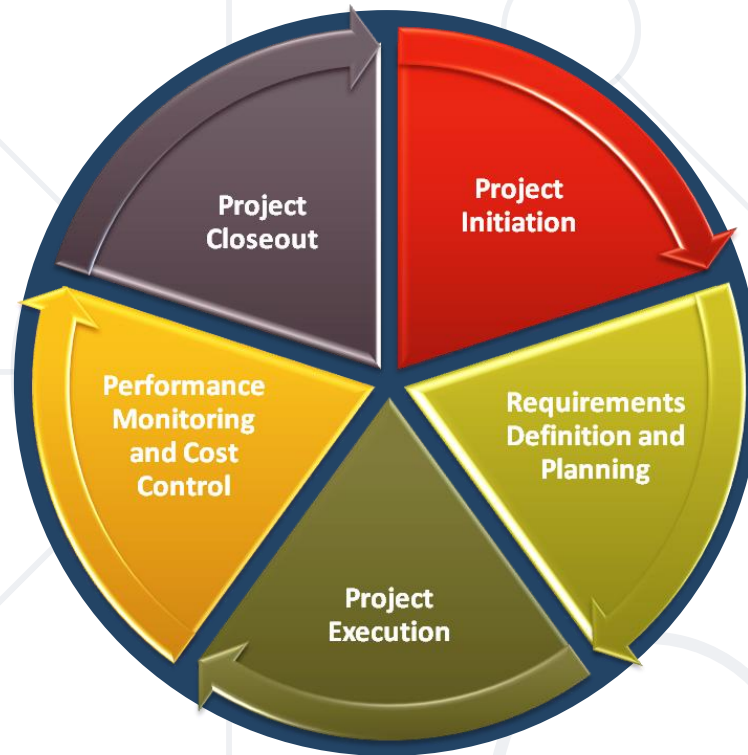 Project
Initiation
Requirements
Definition and
Planning
Project
Execution
Performance
Monitoring
and Cost
Control
Project
Closeout